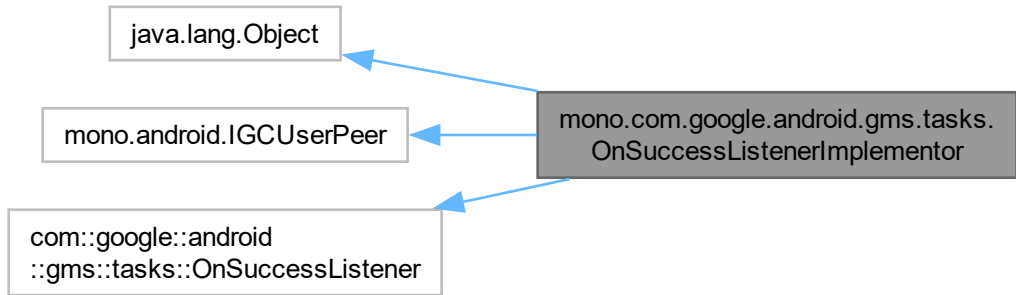 java.lang.Object
mono.android.IGCUserPeer
com::google::android
::gms::tasks::OnSuccessListener
mono.com.google.android.gms.tasks.
OnSuccessListenerImplementor